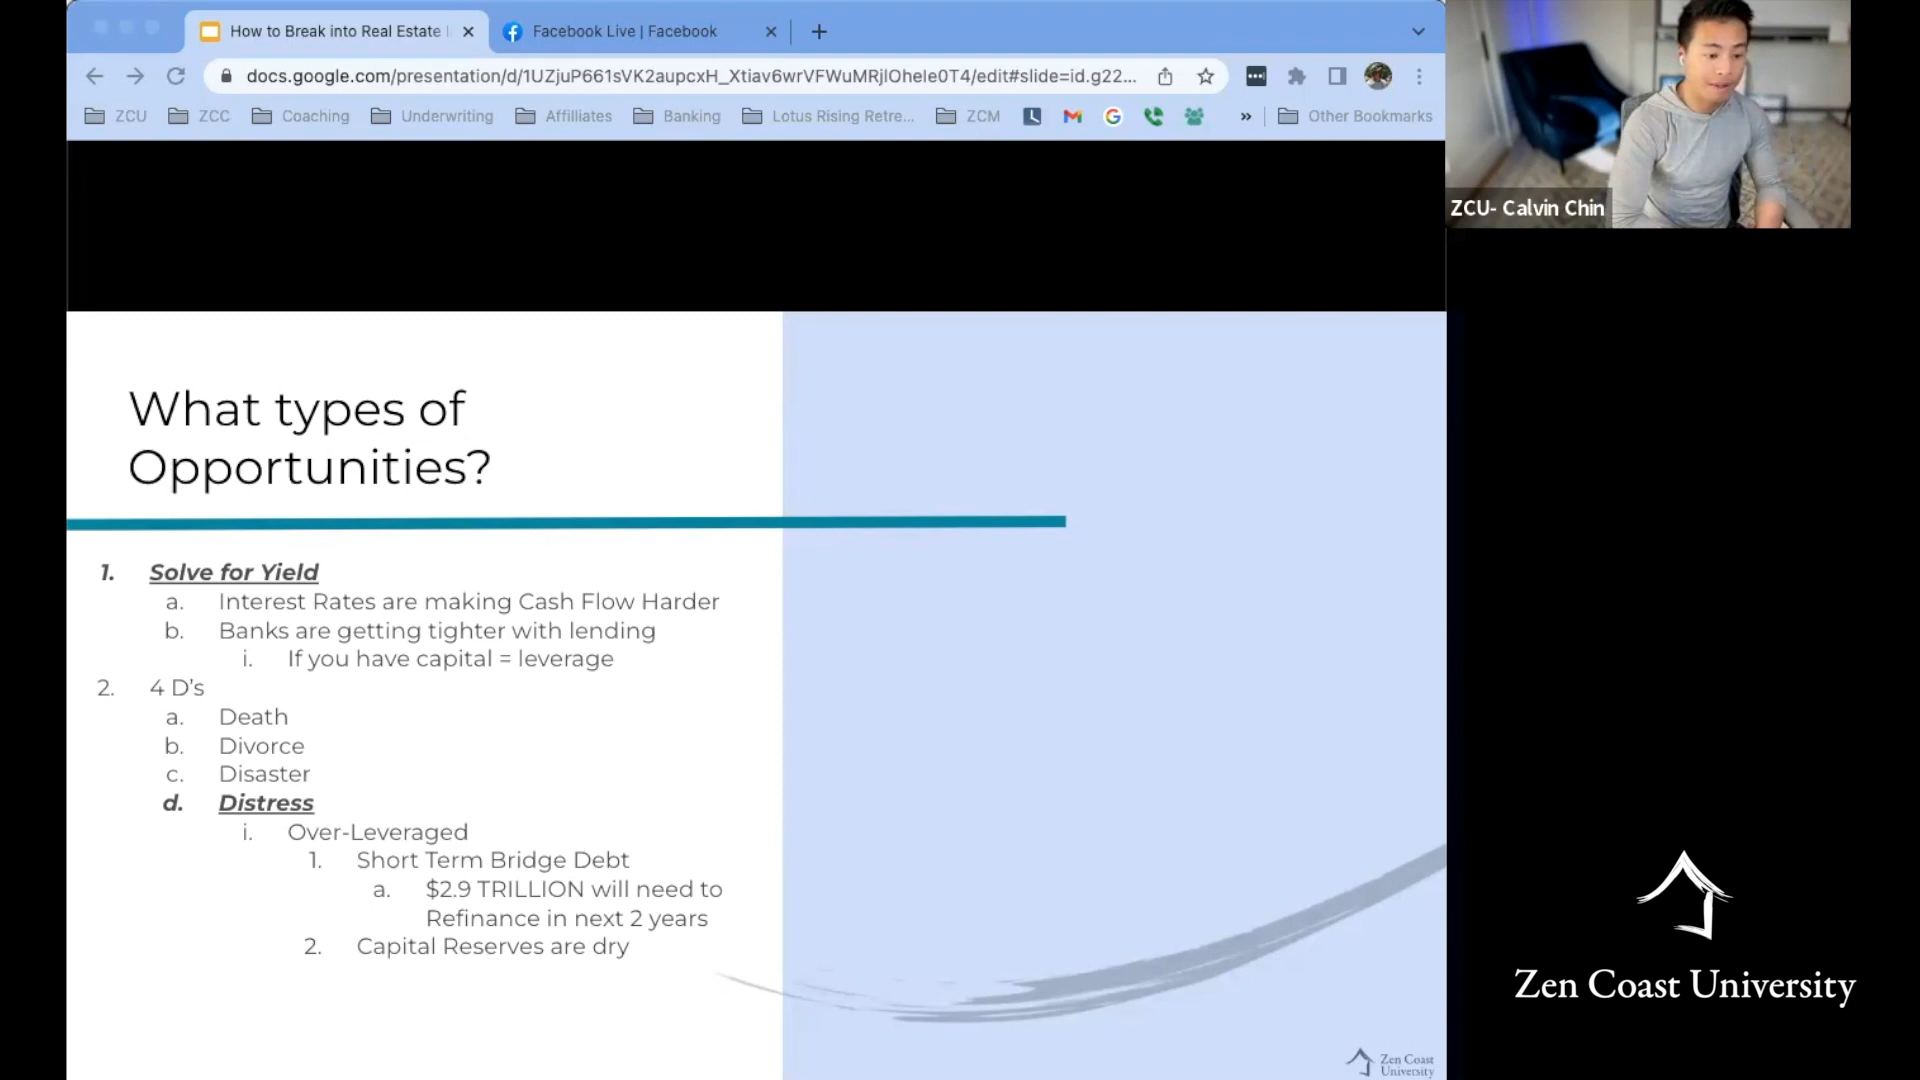 How to Break into Real Estate
Facebook Live | Facebook
docs.google.com/presentation/d/1UZjuP661sVK2aupcxH_Xtiav6wrVFWuMRjlOhele0T4/edit#slide=id.g22...
ZCU
ZCC
Coaching
Underwriting
Affilliates
Banking
Lotus Rising Retre...
ZCM
»
Other Bookmarks
ZCU- Calvin Chin
What types of
Opportunities?
1. Solve for Yield
a. Interest Rates are making Cash Flow Harder
b. Banks are getting tighter with lending
i. If you have capital = leverage
2. 4 D's
a. Death
b. Divorce
c. Disaster
d. Distress
i. Over-Leveraged
1. Short Term Bridge Debt
a. $2.9 TRILLION will need to
Refinance in next 2 years
2. Capital Reserves are dry
Zen Coast University
Zen Coast
University